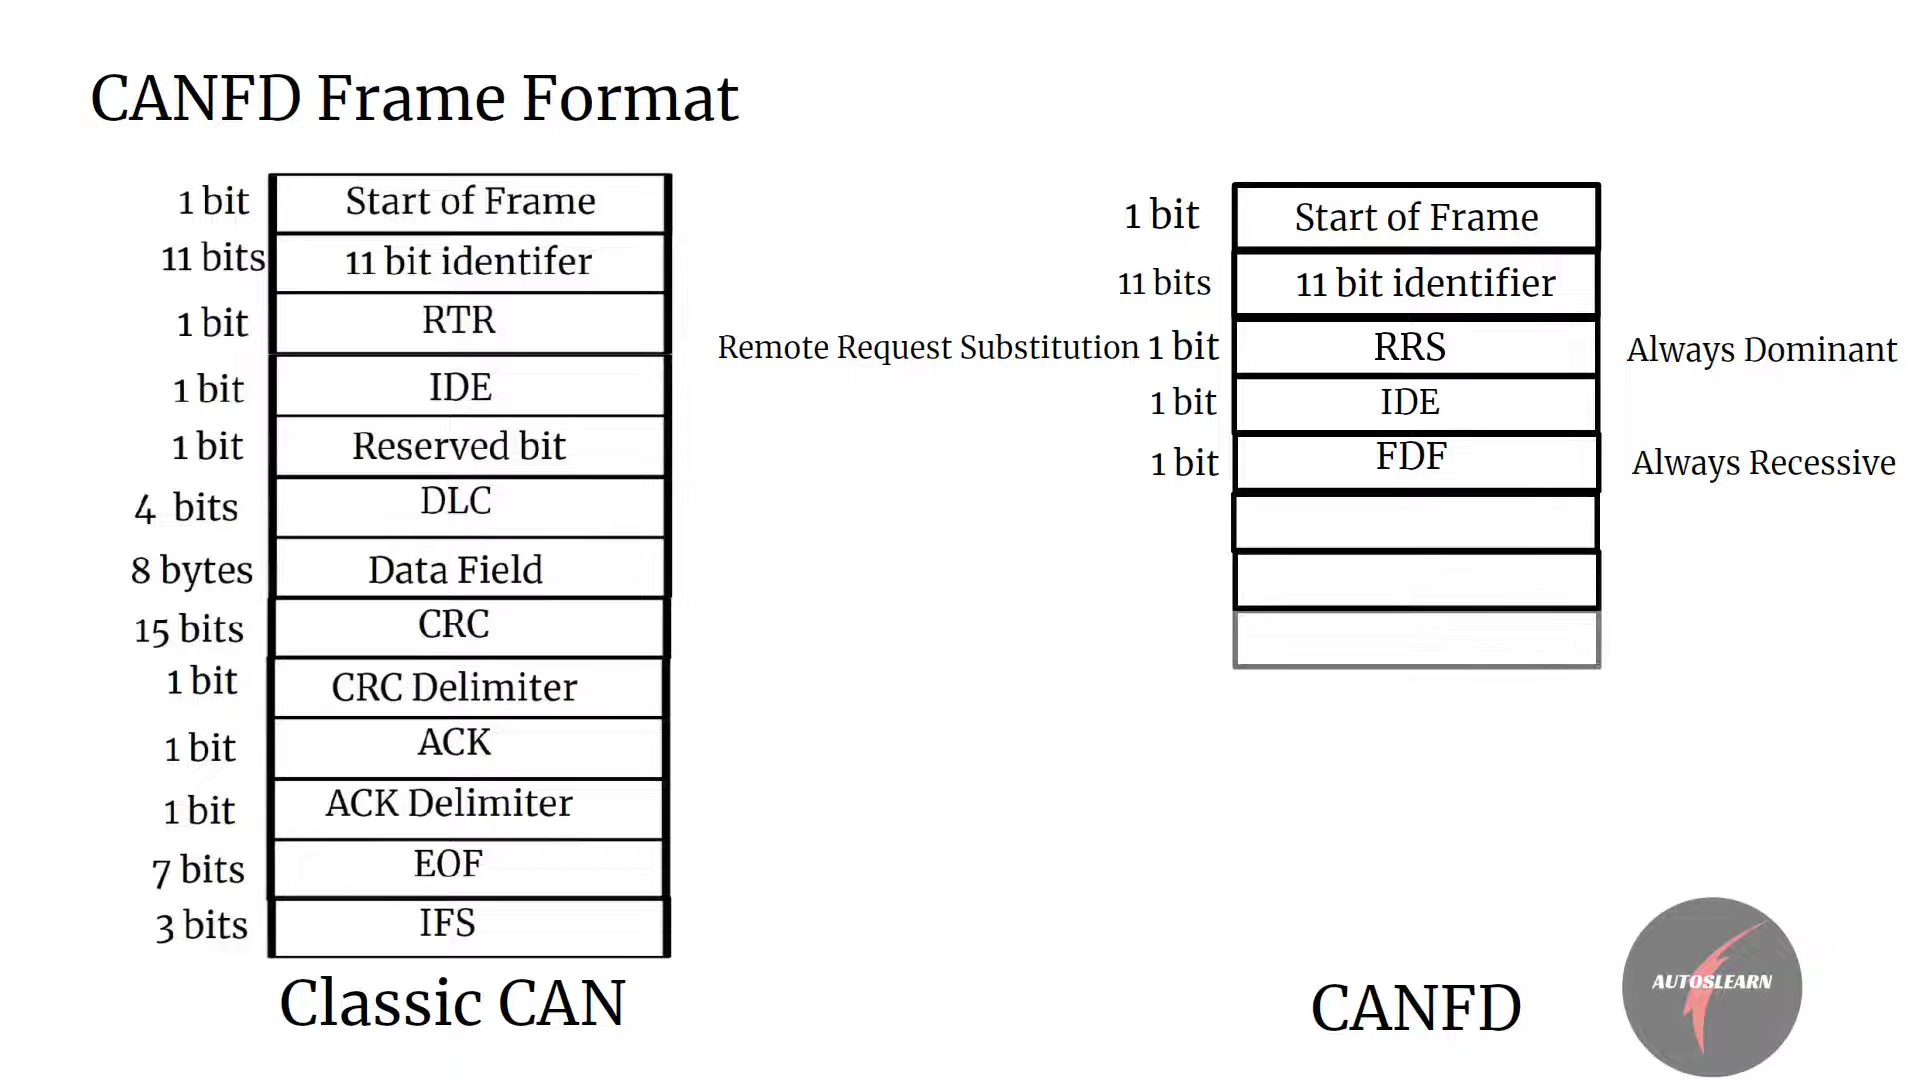 CANFD Frame Format
1 bit Start of Frame
11 bits 11 bit identifer
1 bit RTR
1 bit IDE
1 bit Reserved bit
4 bits DLC
8 bytes Data Field
15 bits CRC
1 bit CRC Delimiter
1 bit ACK
1 bit ACK Delimiter
7 bits EOF
3 bits IFS
Classic CAN
1 bit Start of Frame
11 bits 11 bit identifier
Remote Request Substitution 1 bit RRS Always Dominant
1 bit IDE
1 bit FDF Always Recessive
CANFD
AUTOSLEARN